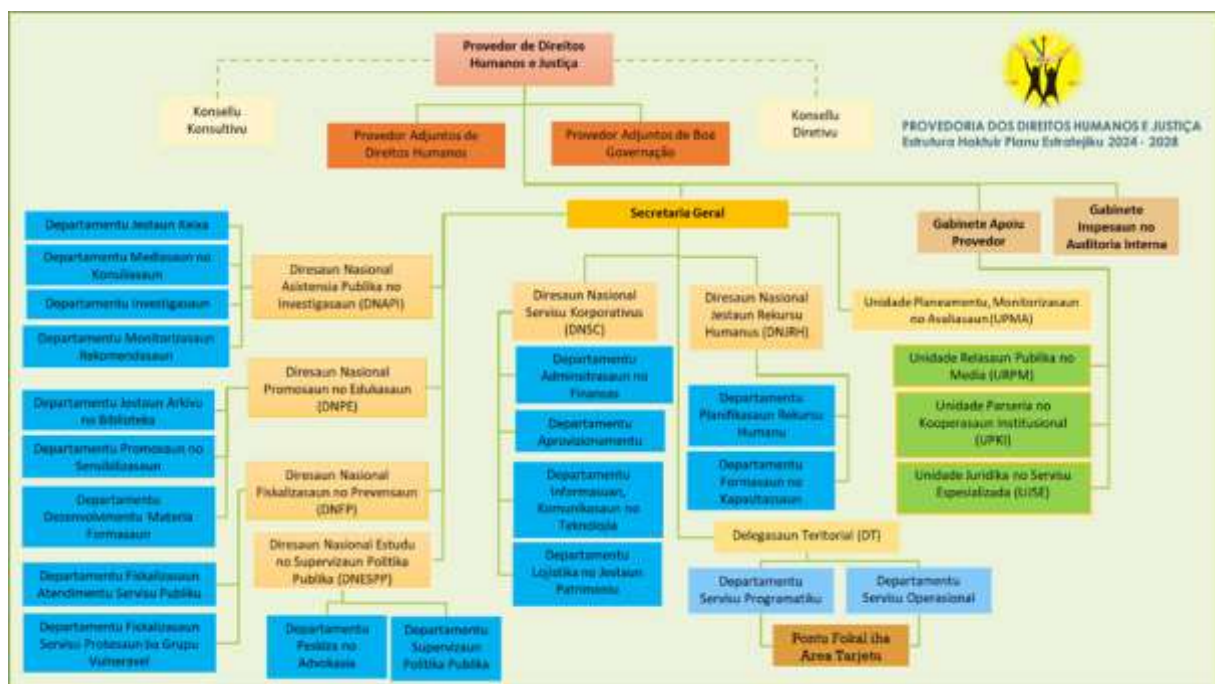 Provedor de Direitos
Humanos e Justiça
Konsellu
Konsultivu
Konsellu
Diretivu
Provedor Adjuntos de
Direitos Humanos
Provedor Adjuntos de Boa
Governação
PROVEDORIA DOS DIREITOS HUMANOS E JUSTIÇA
Estrutura Haktuir Planu Estratejiku 2024 - 2028
Secretaria Geral
Gabinete Apoiu
Provedor
Gabinete
Inspesaun no
Auditoria Interna
Departamentu Jestaun Keixa
Departamentu Mediasaun no
Konsiliasaun
Departamentu Investigasaun
Departamentu Monitorizasaun
Rekomendasaun
Diresaun Nasional
Asistensia Publika no
Investigasaun (DNAPI)
Diresaun Nasional
Servisu Korporativus
(DNSC)
Diresaun Nasional
Jestaun Rekursu
Humanus (DNJRH)
Unidade Planeamentu, Monitorizasaun
no Avaliasaun (UPMA)
Departamentu Jestaun Arkivu
no Biblioteka
Departamentu Promosaun no
Sensibilizasaun
Departamentu
Desenvolvimentu Materia
Formasaun
Diresaun Nasional
Promosaun no Edukasaun
(DNPE)
Departamentu
Adminsitrasaun no
Finansas
Departamentu
Aprovisionamentu
Departamentu
Informasuan,
Komunikasaun no
Teknolojia
Departamentu
Lojistika no Jestaun
Patrimoniu
Departamentu
Planifikasaun Rekursu
Humanu
Departamentu
Formasaun no
Kapasitasaun
Unidade Relasaun Publika no
Media (URPM)
Unidade Parseria no
Kooperasaun Institusional
(UPKI)
Unidade Juridika no Servisu
Espesializada (UJSE)
Diresaun Nasional
Fiskalizasaun no Prevensaun
(DNFP)
Diresaun Nasional Estudu
no Supervizaun Politika
Publika (DNESPP)
Departamentu Fiskalizasaun
Atendimentu Servisu Publiku
Departamentu Fiskalizasaun
Servisu Protesaun ba Grupu
Vulneravel
Departamentu
Peskiza no
Advokasia
Departamentu
Supervizaun
Politika Publika
Delegasaun Teritorial (DT)
Departamentu
Servisu Programatiku
Departamentu
Servisu Operasional
Pontu Fokal iha
Area Tarjetu